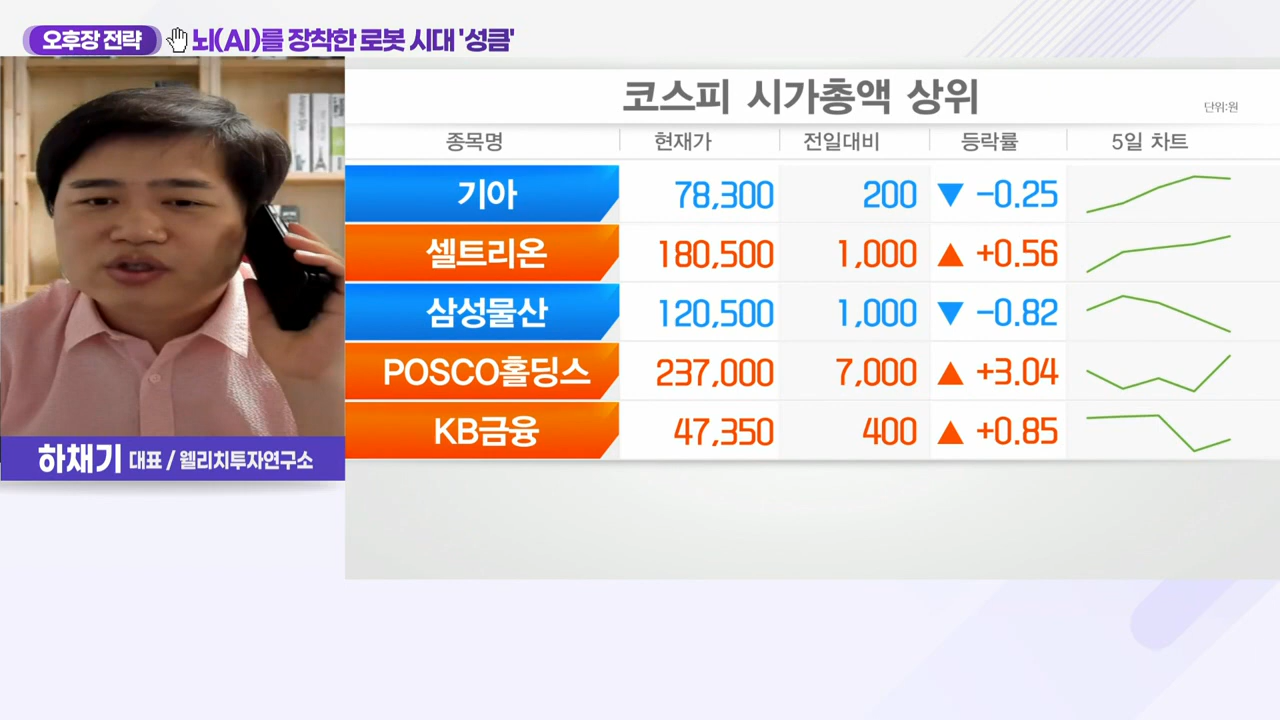 오후장 전략 뇌(AI)를 장착한 로봇 시대 '성큼'
코스피 시가총액 상위
단위:원
종목명 현재가 전일대비 등락률 5일 차트
기아 78,300 200 ▼ -0.25
셀트리온 180,500 1,000 ▲ +0.56
삼성물산 120,500 1,000 ▼ -0.82
POSCO홀딩스 237,000 7,000 ▲ +3.04
KB금융 47,350 400 ▲ +0.85
하채기 대표 / 웰리치투자연구소